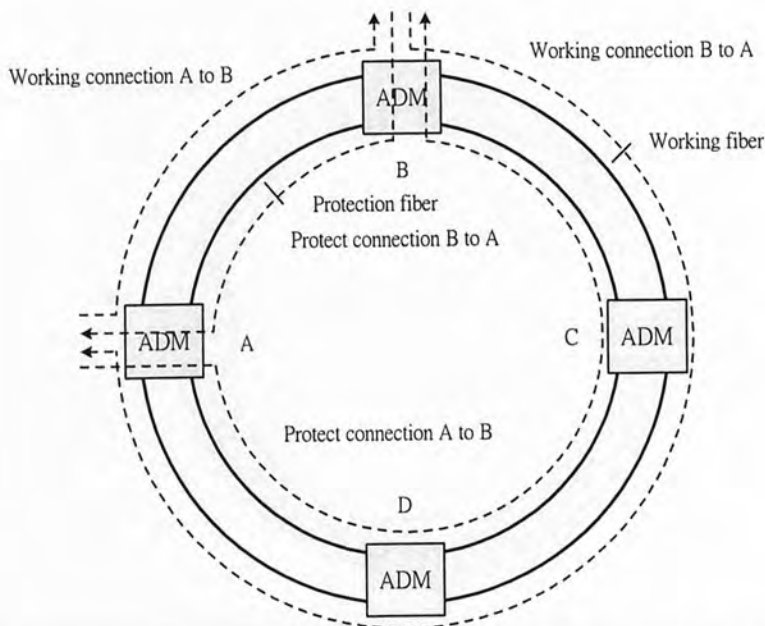 Working connection A to B
Working connection B to A
ADM
Working fiber
B
Protection fiber
Protect connection B to A
ADM
A
C
ADM
Protect connection A to B
D
ADM